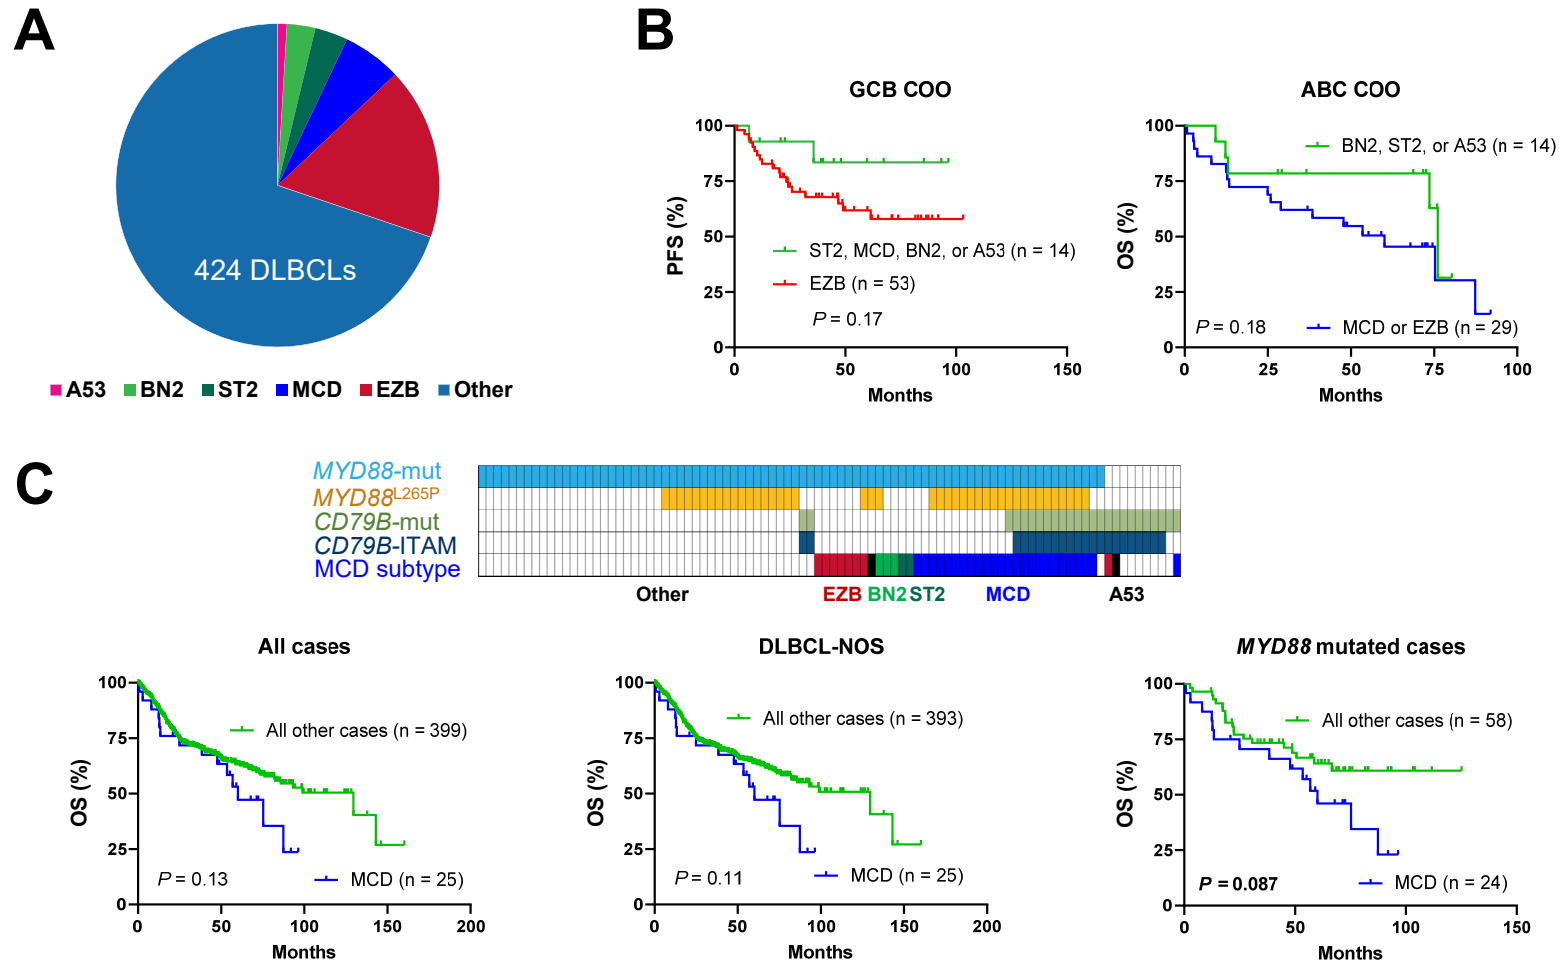 A
424 DLBCLs
A53 BN2 ST2 MCD EZB Other
B
GCB COO
100
75
50
25
0
PFS (%)
ST2, MCD, BN2, or A53 (n = 14)
EZB (n = 53)
P = 0.17
0 50 100 150
Months
ABC COO
100
75
50
25
0
OS (%)
BN2, ST2, or A53 (n = 14)
P = 0.18
MCD or EZB (n = 29)
0 25 50 75 100
Months
C
MYD88-mut
MYD88L265P
CD79B-mut
CD79B-ITAM
MCD subtype
Other EZB BN2 ST2 MCD A53
All cases
100
75
50
25
0
OS (%)
All other cases (n = 399)
P = 0.13
MCD (n = 25)
0 50 100 150 200
Months
DLBCL-NOS
100
75
50
25
0
OS (%)
All other cases (n = 393)
P = 0.11
MCD (n = 25)
0 50 100 150 200
Months
MYD88 mutated cases
100
75
50
25
0
OS (%)
All other cases (n = 58)
P = 0.087
MCD (n = 24)
0 50 100 150
Months